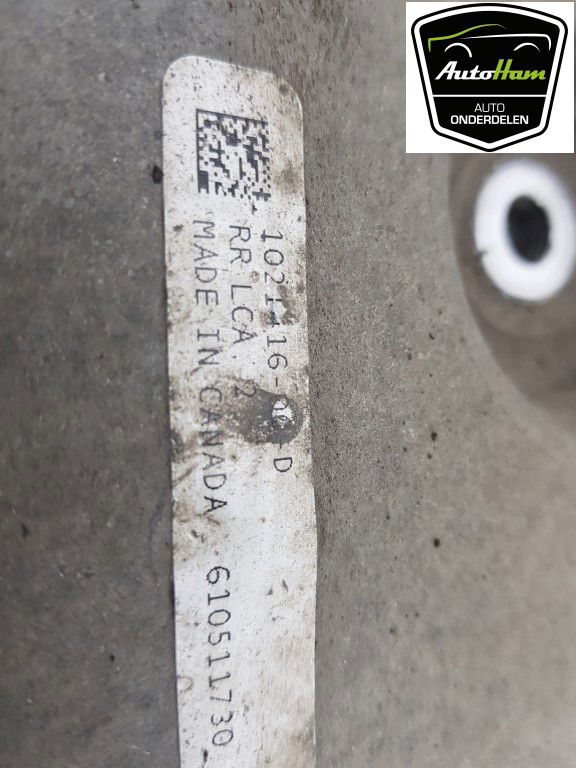 AutoHam
AUTO
ONDERDELEN
RR LCA, 2
MADE IN CANADA 610511730